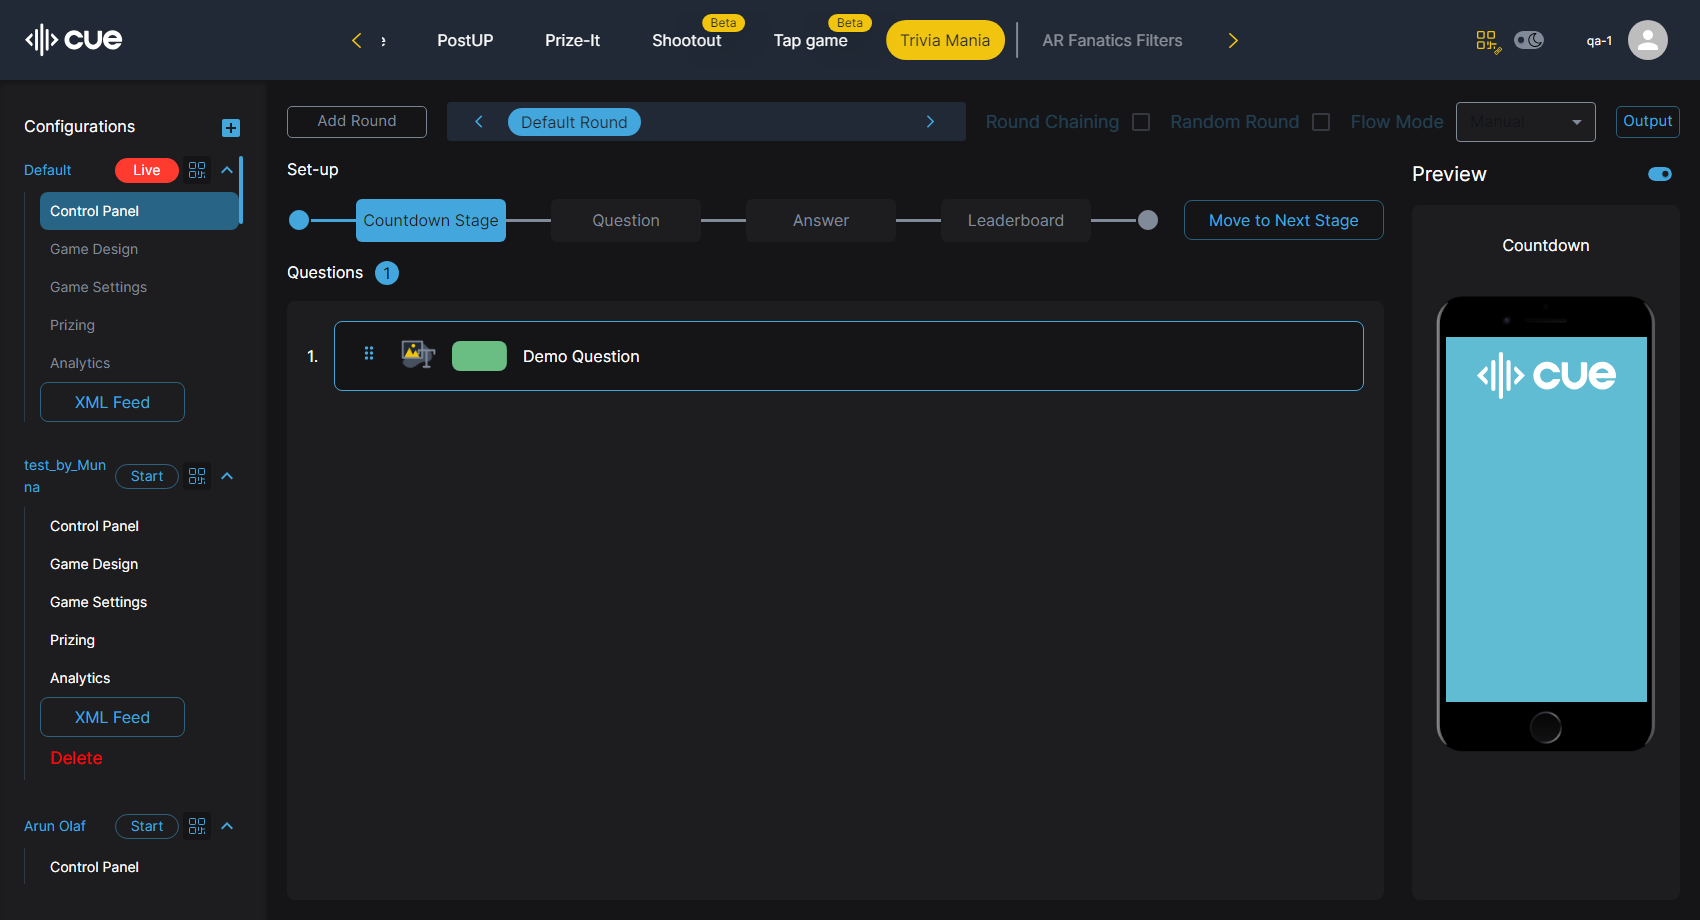 cue
PostUP
Prize-It
Beta
Shootout
Beta
Tap game
Trivia Mania
AR Fanatics Filters
qa-1
Configurations
Add Round
Default Round
Round Chaining
Random Round
Flow Mode
Manual
Output
Default
Live
Control Panel
Game Design
Game Settings
Prizing
Analytics
XML Feed
test_by_Mun
na
Start
Control Panel
Game Design
Game Settings
Prizing
Analytics
XML Feed
Delete
Arun Olaf
Start
Control Panel
Set-up
Countdown Stage
Question
Answer
Leaderboard
Move to Next Stage
Questions 1
1.
Demo Question
Preview
Countdown
cue